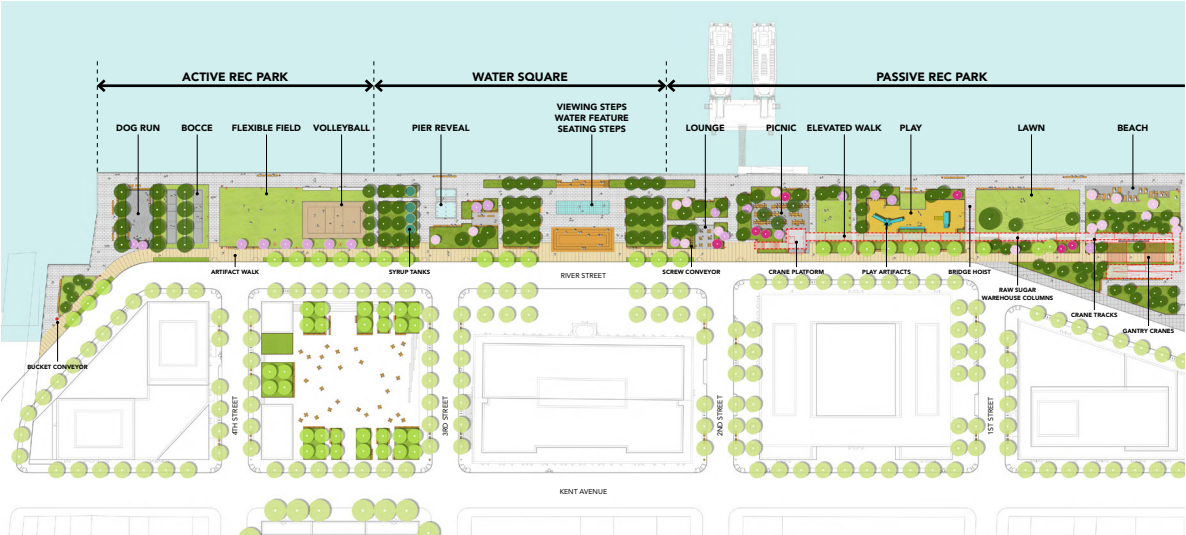 ACTIVE REC PARK
WATER SQUARE
PASSIVE REC PARK
VIEWING STEPS
WATER FEATURE
SEATING STEPS
DOG RUN
BOCCE
FLEXIBLE FIELD
VOLLEYBALL
PIER REVEAL
LOUNGE
PICNIC
ELEVATED WALK
PLAY
LAWN
BEACH
ARTIFACT WALK
SYRUP TANKS
RIVER STREET
SCREW CONVEYOR
CRANE PLATFORM
PLAY ARTIFACTS
BRIDGE HOIST
RAW SUGAR
WAREHOUSE COLUMNS
CRANE TRACKS
GANTRY CRANES
BUCKET CONVEYOR
4TH STREET
3RD STREET
2ND STREET
1ST STREET
KENT AVENUE